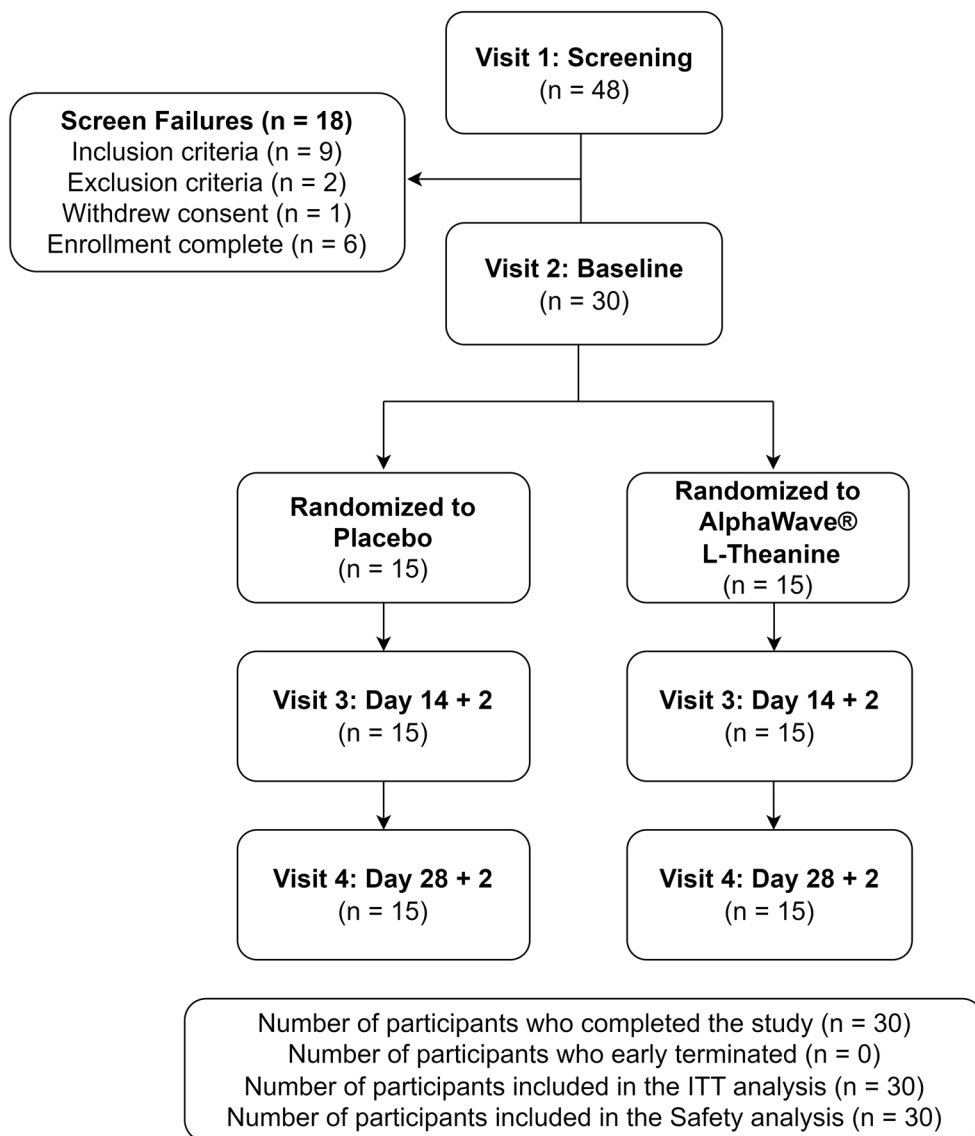 Visit 1: Screening
(n = 48)
Screen Failures (n = 18)
Inclusion criteria (n = 9)
Exclusion criteria (n = 2)
Withdrew consent (n = 1)
Enrollment complete (n = 6)
Visit 2: Baseline
(n = 30)
Randomized to
Placebo
(n = 15)
Randomized to
AlphaWave®
L-Theanine
(n = 15)
Visit 3: Day 14 + 2
(n = 15)
Visit 3: Day 14 + 2
(n = 15)
Visit 4: Day 28 + 2
(n = 15)
Visit 4: Day 28 + 2
(n = 15)
Number of participants who completed the study (n = 30)
Number of participants who early terminated (n = 0)
Number of participants included in the ITT analysis (n = 30)
Number of participants included in the Safety analysis (n = 30)